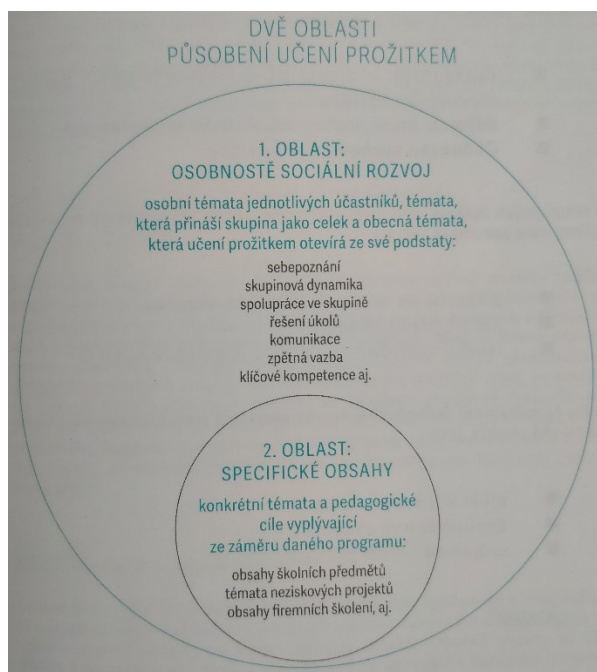 DVĚ OBLASTI
PŮSOBENÍ UČENÍ PROŽITKEM
1. OBLAST:
OSOBNOSTĚ SOCIÁLNÍ ROZVOJ
osobní témata jednotlivých účastníků, témata,
která přináší skupina jako celek a obecná témata,
která učení prožitkem otevírá ze své podstaty:
sebepoznání
skupinová dynamika
spolupráce ve skupině
řešení úkolů
komunikace
zpětná vazba
klíčové kompetence aj.
2. OBLAST:
SPECIFICKÉ OBSAHY
konkrétní témata a pedagogické
cíle vyplývající
ze záměru daného programu:
obsahy školních předmětů
témata neziskových projektů
obsahy firemních školení, aj.